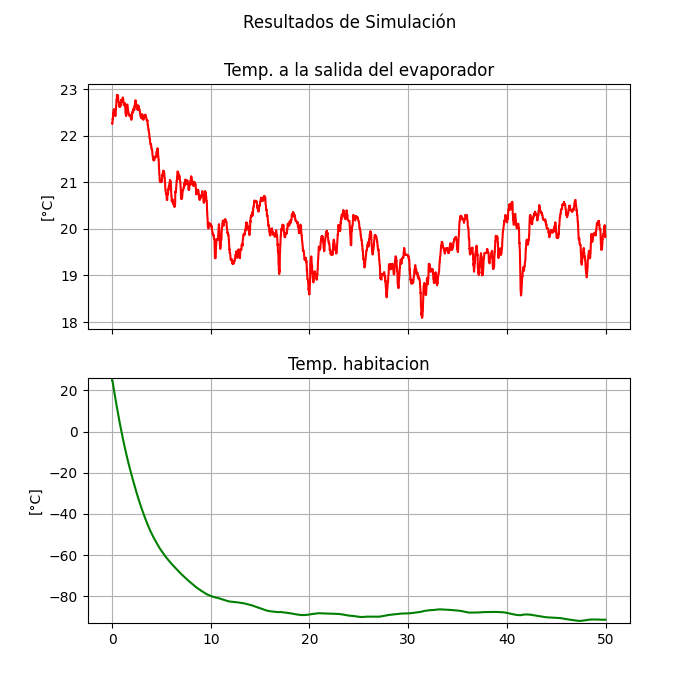 Resultados de Simulación
Temp. a la salida del evaporador
23
22
21
20
19
18
[°C]
Temp. habitacion
20
0
−20
−40
−60
−80
[°C]
0 10 20 30 40 50